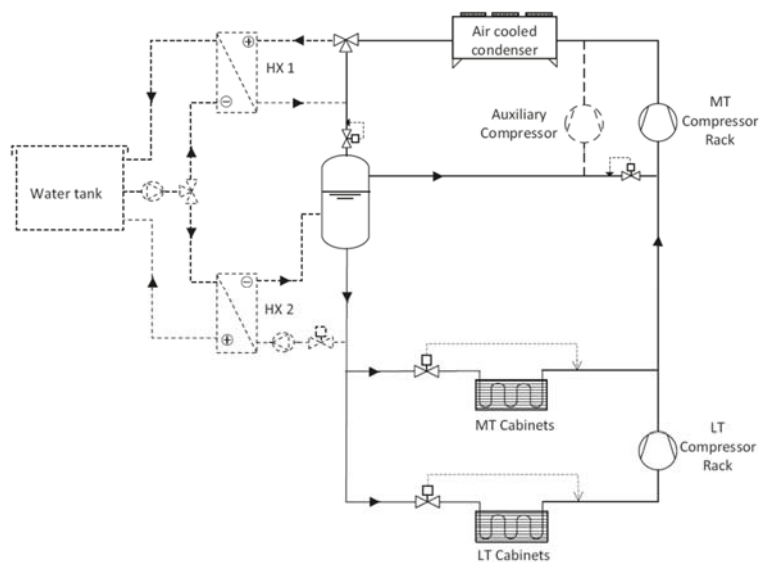 Air cooled
condenser
HX 1
Auxiliary
Compressor
MT
Compressor
Rack
Water tank
HX 2
MT Cabinets
LT
Compressor
Rack
LT Cabinets